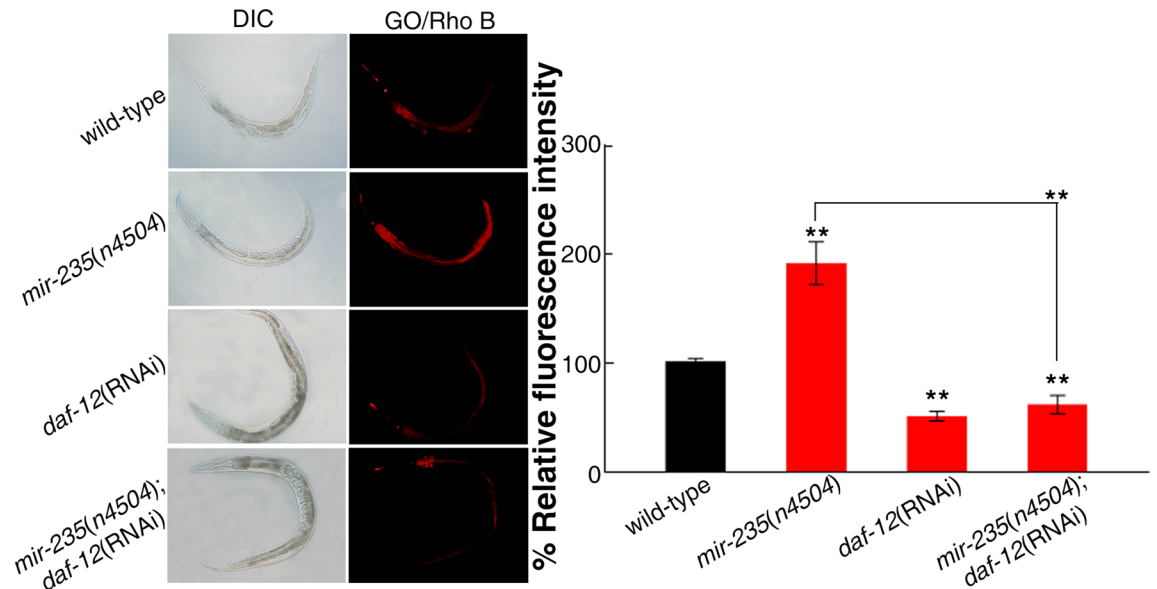 DIC
GO/Rho B
wild-type
mir-235(n4504)
daf-12(RNAi)
mir-235(n4504);
daf-12(RNAi)
% Relative fluorescence intensity
300
200
100
0
**
**
**
**
wild-type
mir-235(n4504)
daf-12(RNAi)
mir-235(n4504);
daf-12(RNAi)